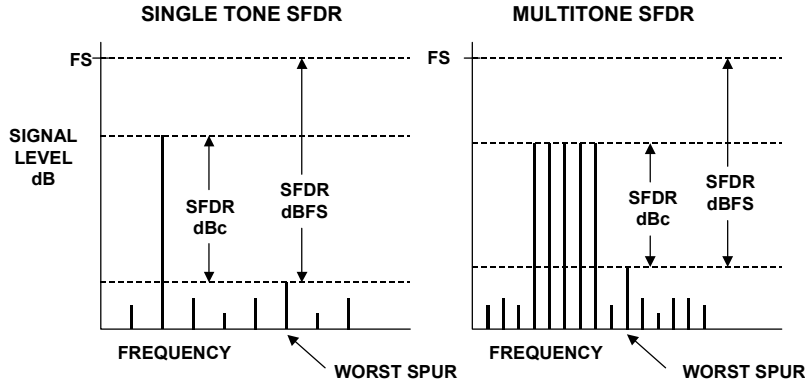 SINGLE TONE SFDR
FS
SIGNAL
LEVEL
dB
SFDR
dBc
SFDR
dBFS
FREQUENCY
WORST SPUR
MULTITONE SFDR
FS
SFDR
dBc
SFDR
dBFS
FREQUENCY
WORST SPUR